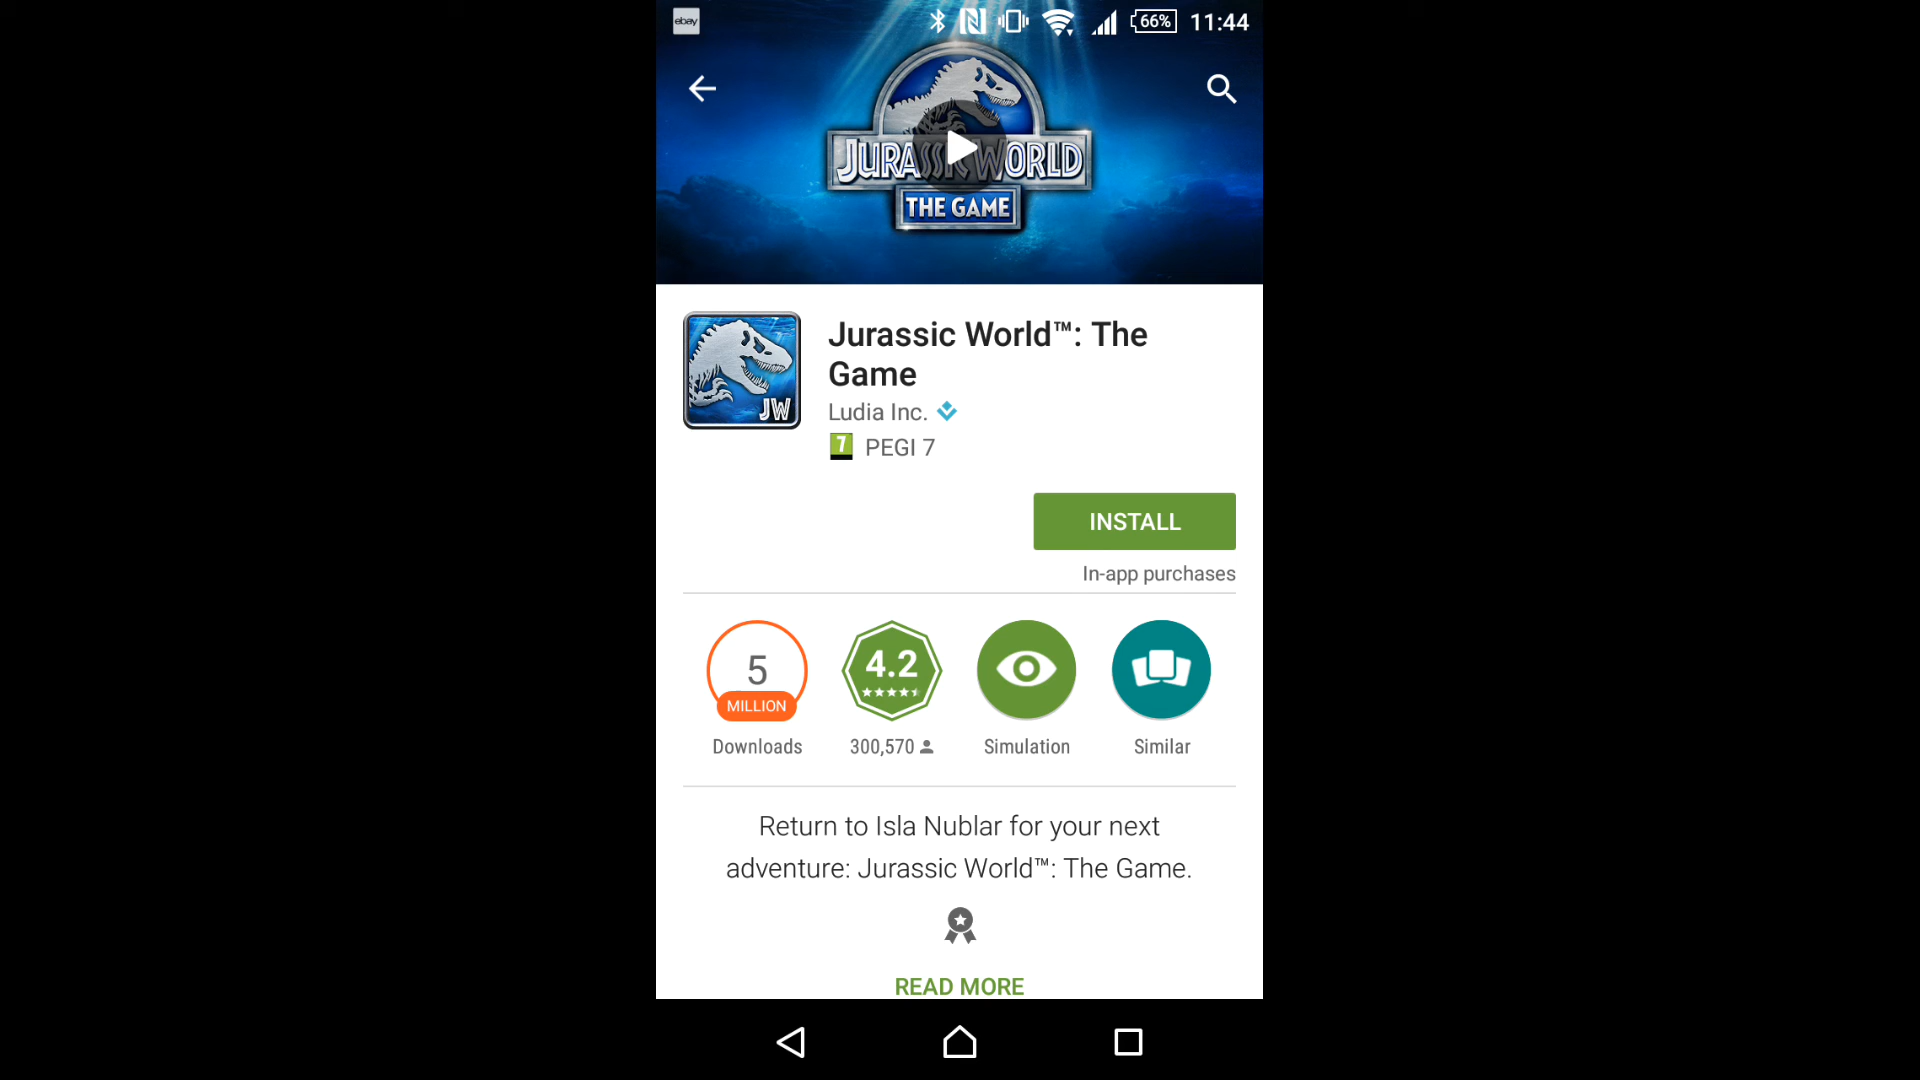 ebay
66%
11:44
JURASSIC WORLD
THE GAME
JW
Jurassic World™: The
Game
Ludia Inc.
7 PEGI 7
INSTALL
In-app purchases
5
MILLION
Downloads
4.2
300,570
Simulation
Similar
Return to Isla Nublar for your next
adventure: Jurassic World™: The Game.
READ MORE